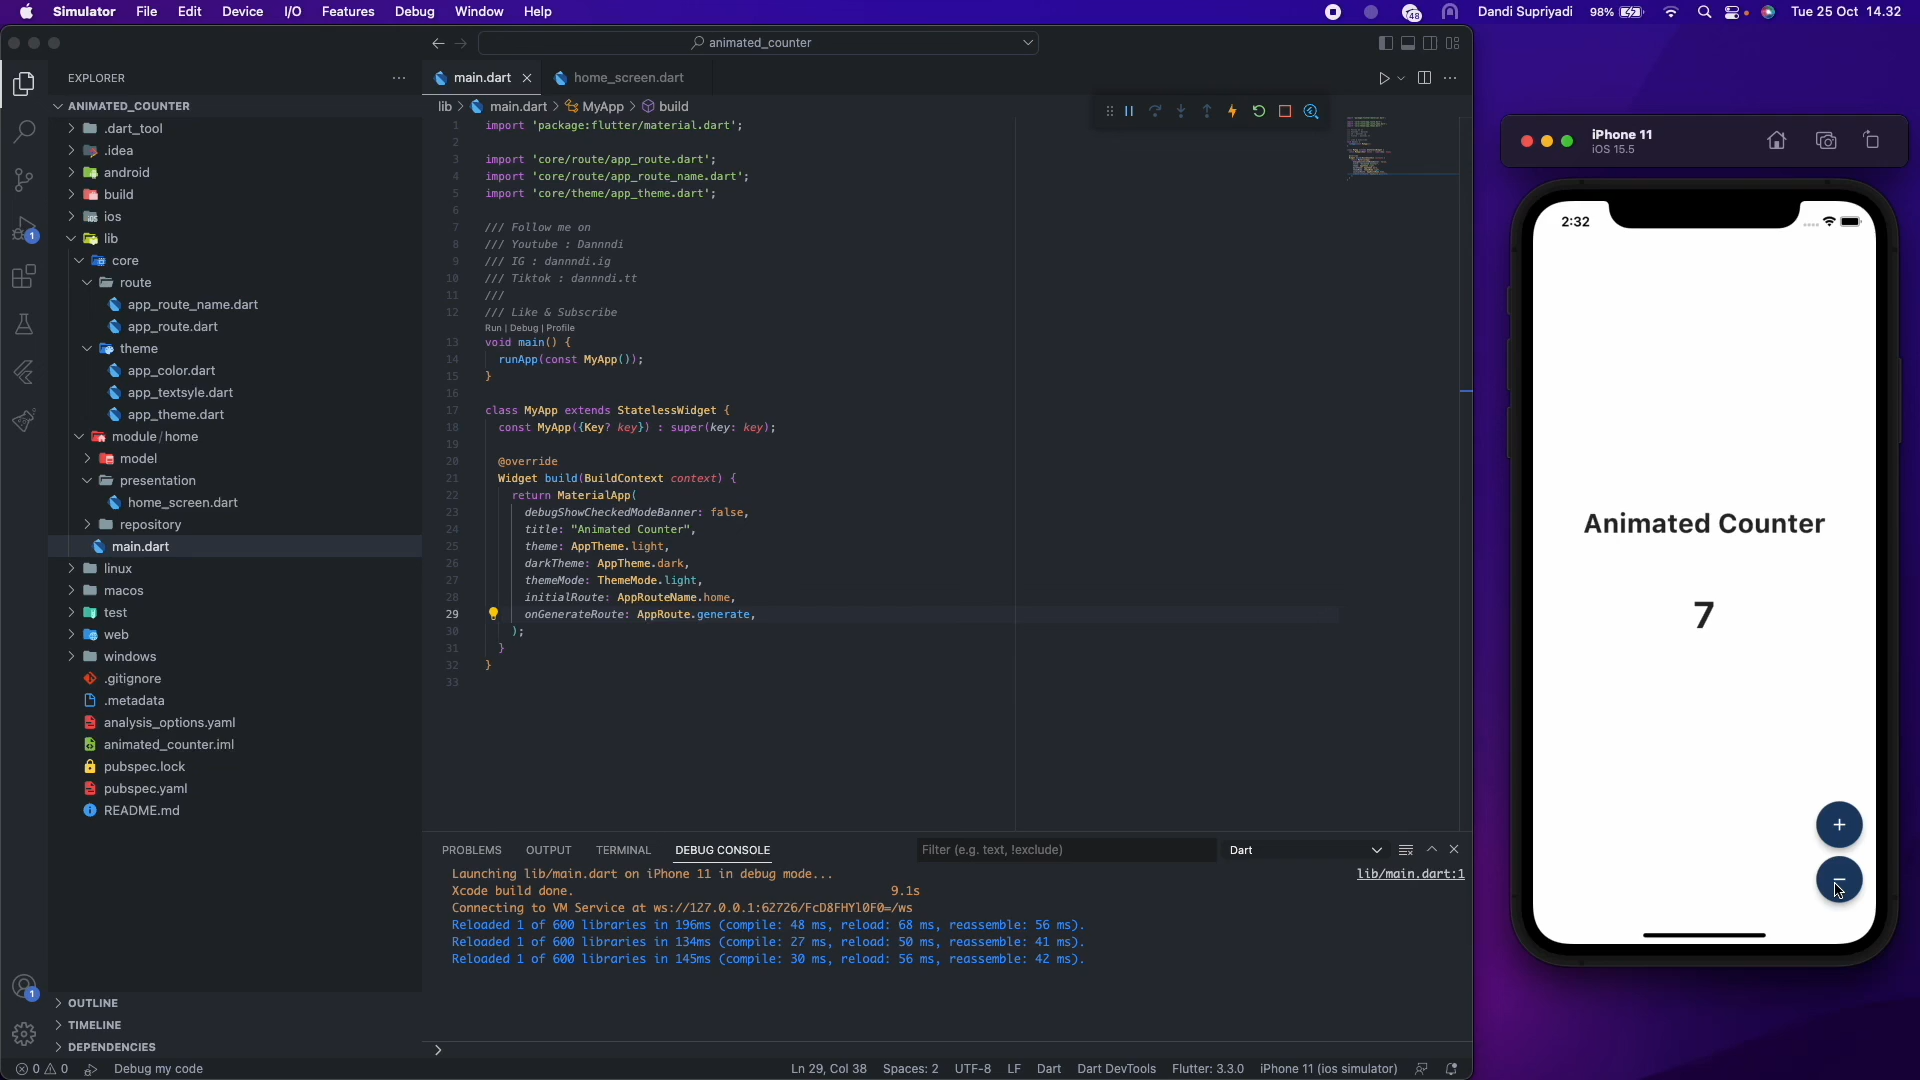 Simulator File Edit Device I/O Features Debug Window Help
48
Dandi Supriyadi 98% Tue 25 Oct 14.32
animated_counter
EXPLORER
ANIMATED_COUNTER
.dart_tool
.idea
android
build
ios
lib
core
route
app_route_name.dart
app_route.dart
theme
app_color.dart
app_textsyle.dart
app_theme.dart
module/home
model
presentation
home_screen.dart
repository
main.dart
linux
macos
test
web
windows
.gitignore
.metadata
analysis_options.yaml
animated_counter.iml
pubspec.lock
pubspec.yaml
README.md
OUTLINE
TIMELINE
DEPENDENCIES
1
1
main.dart home_screen.dart
lib > main.dart > MyApp > build
1 import 'package:flutter/material.dart';
2
3 import 'core/route/app_route.dart';
4 import 'core/route/app_route_name.dart';
5 import 'core/theme/app_theme.dart';
6
7 /// Follow me on
8 /// Youtube : Dannndi
9 /// IG : dannndi.ig
10 /// Tiktok : dannndi.tt
11 ///
12 /// Like & Subscribe
Run | Debug | Profile
13 void main() {
14 runApp(const MyApp());
15 }
16
17 class MyApp extends StatelessWidget {
18 const MyApp({Key? key}) : super(key: key);
19
20 @override
21 Widget build(BuildContext context) {
22 return MaterialApp(
23 debugShowCheckedModeBanner: false,
24 title: "Animated Counter",
25 theme: AppTheme.light,
26 darkTheme: AppTheme.dark,
27 themeMode: ThemeMode.light,
28 initialRoute: AppRouteName.home,
29 onGenerateRoute: AppRoute.generate,
30 );
31 }
32 }
33
PROBLEMS OUTPUT TERMINAL DEBUG CONSOLE Filter (e.g. text, !exclude) Dart
Launching lib/main.dart on iPhone 11 in debug mode... lib/main.dart:1
Xcode build done. 9.1s
Connecting to VM Service at ws://127.0.0.1:62726/FcD8FHYl0F0=/ws
Reloaded 1 of 600 libraries in 196ms (compile: 48 ms, reload: 68 ms, reassemble: 56 ms).
Reloaded 1 of 600 libraries in 134ms (compile: 27 ms, reload: 50 ms, reassemble: 41 ms).
Reloaded 1 of 600 libraries in 145ms (compile: 30 ms, reload: 56 ms, reassemble: 42 ms).
0 0 Debug my code Ln 29, Col 38 Spaces: 2 UTF-8 LF Dart Dart DevTools Flutter: 3.3.0 iPhone 11 (ios simulator)
iPhone 11
iOS 15.5
2:32
Animated Counter
7
+
−